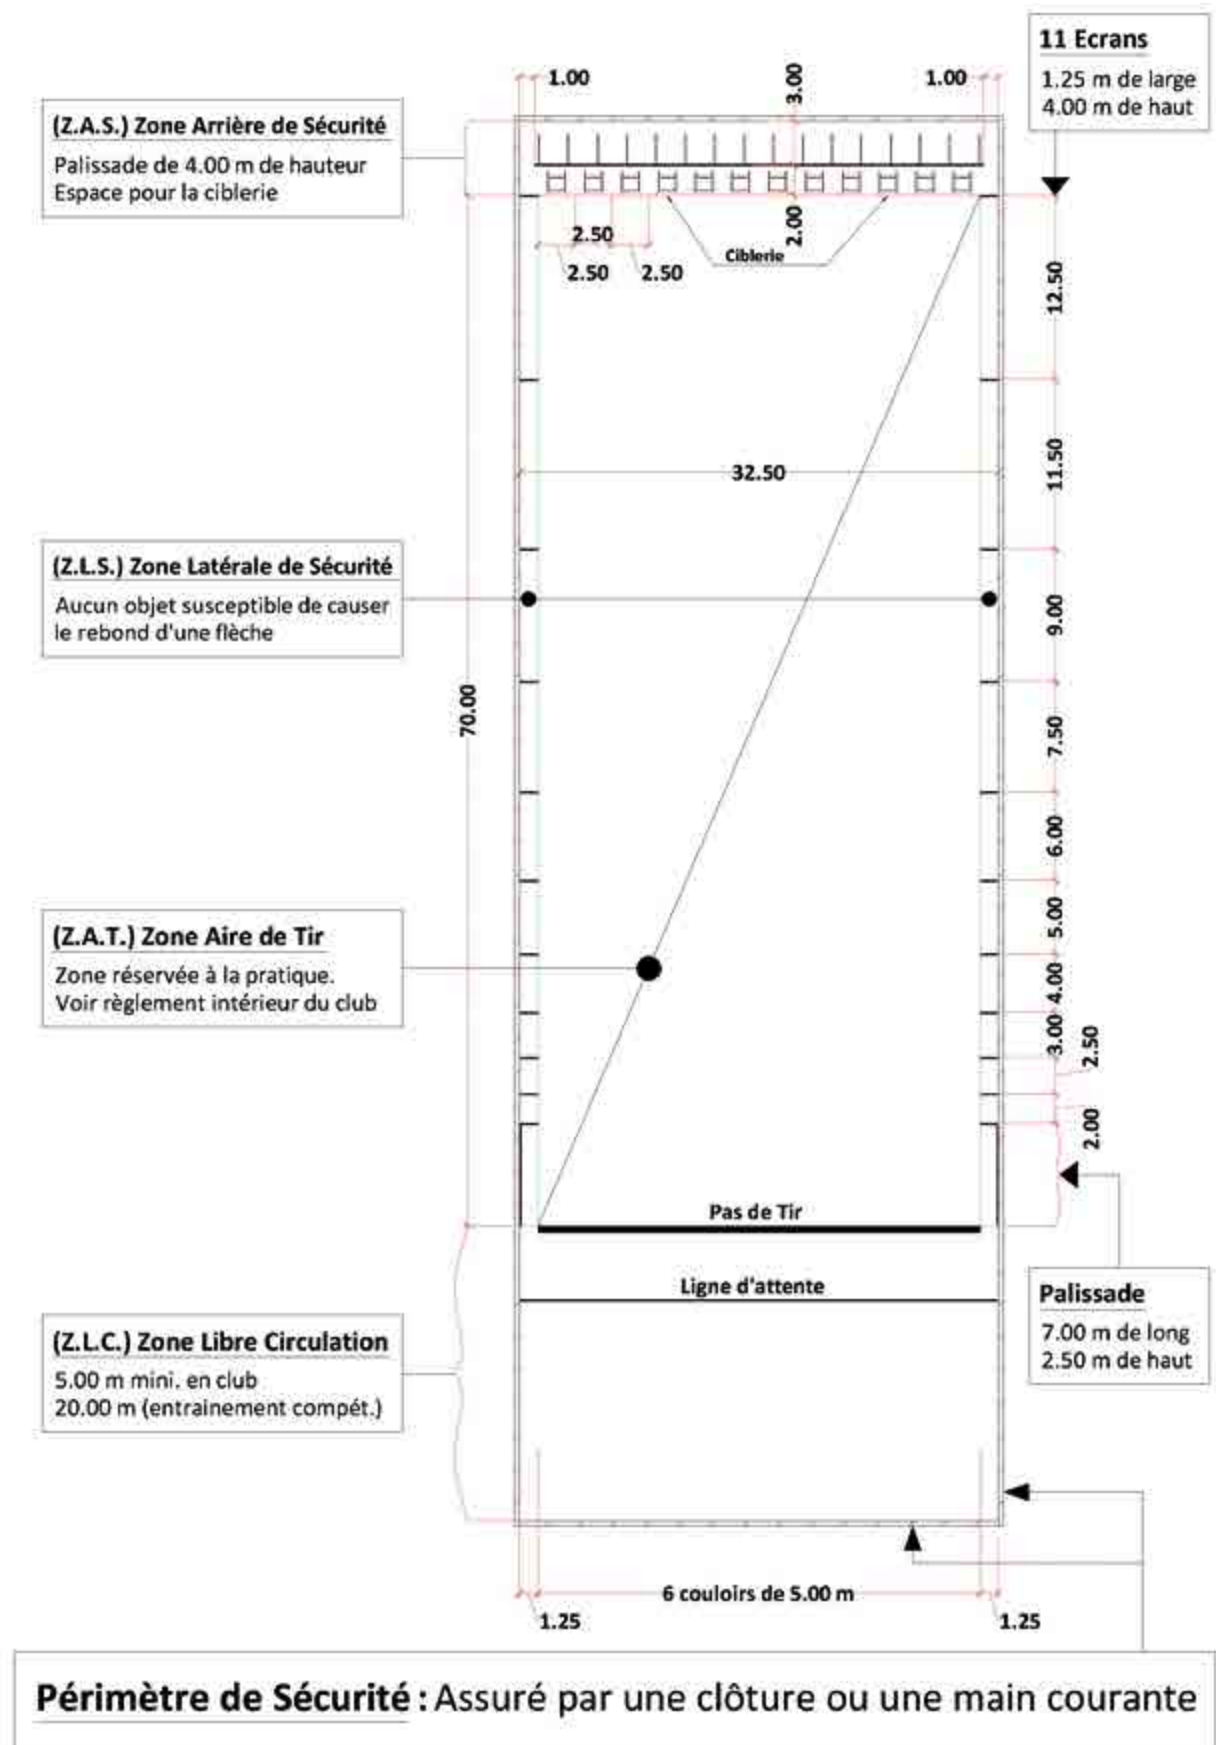 11 Ecrans
1.25 m de large
4.00 m de haut
1.00
3.00
1.00
(Z.A.S.) Zone Arrière de Sécurité
Palissade de 4.00 m de hauteur
Espace pour la ciblerie
2.50
2.50
2.50
Ciblerie
2.00
12.50
32.50
11.50
(Z.L.S.) Zone Latérale de Sécurité
Aucun objet susceptible de causer
le rebond d'une flèche
9.00
70.00
7.50
6.00
5.00
(Z.A.T.) Zone Aire de Tir
Zone réservée à la pratique.
Voir règlement intérieur du club
4.00
3.00
2.50
2.00
Pas de Tir
Ligne d'attente
Palissade
7.00 m de long
2.50 m de haut
(Z.L.C.) Zone Libre Circulation
5.00 m mini. en club
20.00 m (entrainement compét.)
6 couloirs de 5.00 m
1.25
1.25
Périmètre de Sécurité : Assuré par une clôture ou une main courante